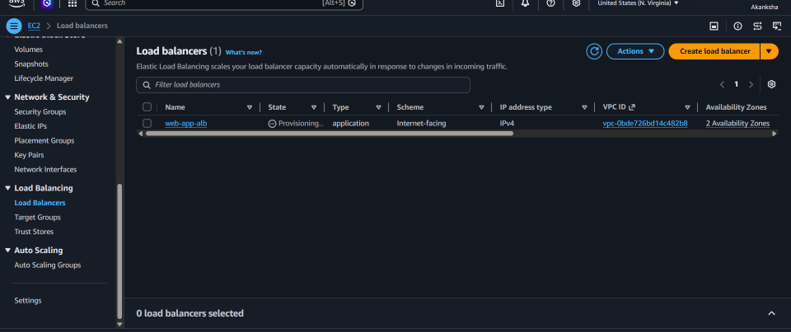 aws
Search
[Alt+S]
United States (N. Virginia)
Akanksha
EC2 > Load balancers
Volumes
Snapshots
Lifecycle Manager
Network & Security
Security Groups
Elastic IPs
Placement Groups
Key Pairs
Network Interfaces
Load Balancing
Load Balancers
Target Groups
Trust Stores
Auto Scaling
Auto Scaling Groups
Settings
Load balancers (1) What's new?
Actions
Create load balancer
Elastic Load Balancing scales your load balancer capacity automatically in response to changes in incoming traffic.
Filter load balancers
1
Name State Type Scheme IP address type VPC ID Availability Zones
web-app-alb Provisioning... application Internet-facing IPv4 vpc-0bde726bd14c482b8 2 Availability Zones
0 load balancers selected